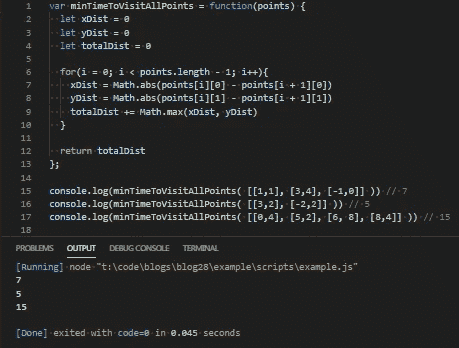 1 var minTimeToVisitAllPoints = function(points) {
2 let xDist = 0
3 let yDist = 0
4 let totalDist = 0
5
6 for(i = 0; i < points.length - 1; i++){
7 xDist = Math.abs(points[i][0] - points[i + 1][0])
8 yDist = Math.abs(points[i][1] - points[i + 1][1])
9 totalDist += Math.max(xDist, yDist)
10 }
11
12 return totalDist
13 };
14
15 console.log(minTimeToVisitAllPoints( [[1,1], [3,4], [-1,0]] )) // 7
16 console.log(minTimeToVisitAllPoints( [[3,2], [-2,2]] )) // 5
17 console.log(minTimeToVisitAllPoints( [[0,4], [5,2], [6, 8], [8,4]] )) // 15
18
PROBLEMS OUTPUT DEBUG CONSOLE TERMINAL
[Running] node "t:\code\blogs\blog28\example\scripts\example.js"
7
5
15
[Done] exited with code=0 in 0.045 seconds